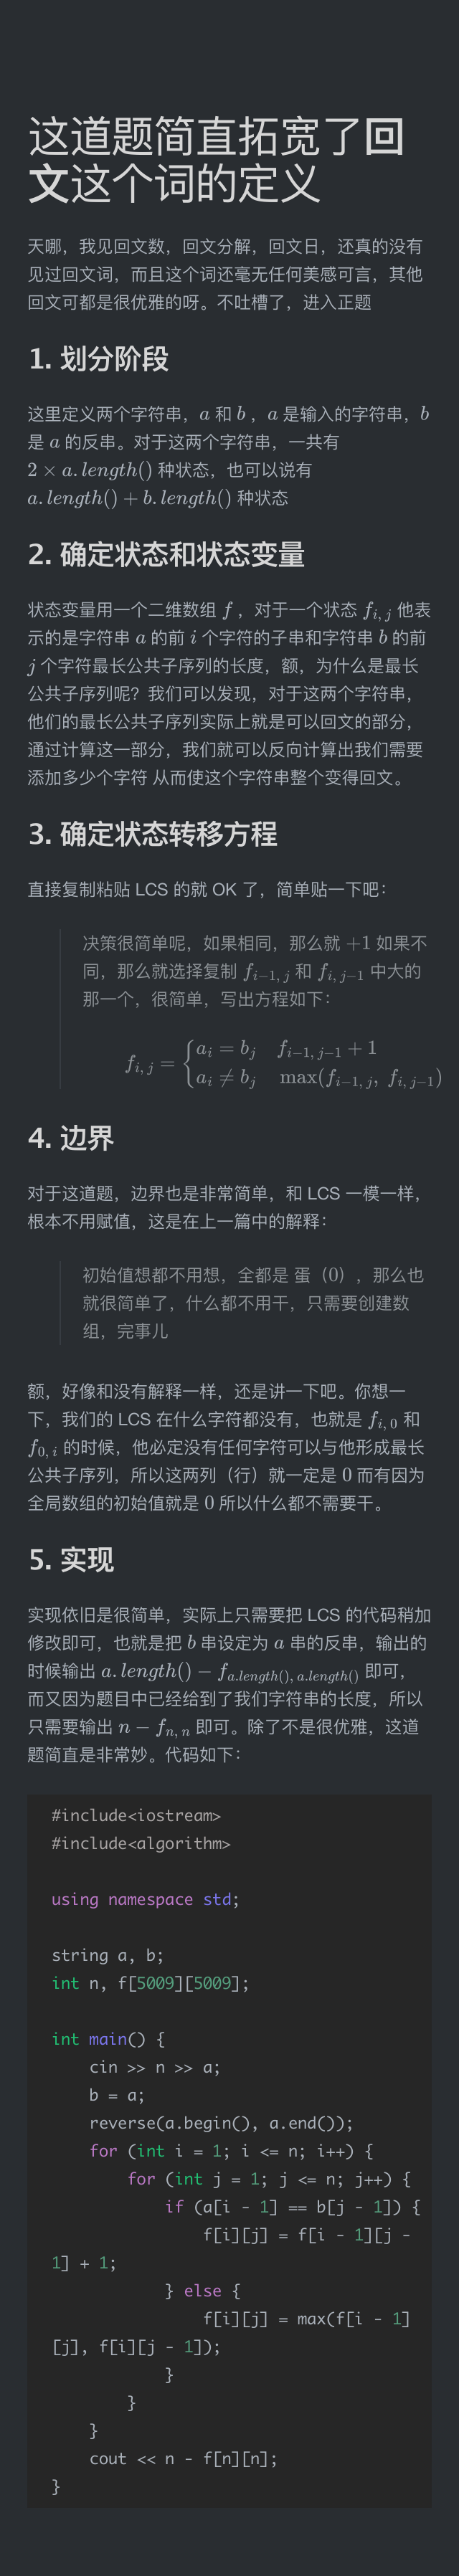 这道题简直拓宽了回
文这个词的定义
天哪，我见回文数，回文分解，回文日，还真的没有
见过回文词，而且这个词还毫无任何美感可言，其他
回文可都是很优雅的呀。不吐槽了，进入正题
1. 划分阶段
这里定义两个字符串，a 和 b ，a 是输入的字符串，b
是 a 的反串。对于这两个字符串，一共有
2 × a.length() 种状态，也可以说有
a.length() + b.length() 种状态
2. 确定状态和状态变量
状态变量用一个二维数组 f ，对于一个状态 f_{i,j} 他表
示的是字符串 a 的前 i 个字符的子串和字符串 b 的前
j 个字符最长公共子序列的长度，额，为什么是最长
公共子序列呢？我们可以发现，对于这两个字符串，
他们的最长公共子序列实际上就是可以回文的部分，
通过计算这一部分，我们就可以反向计算出我们需要
添加多少个字符 从而使这个字符串整个变得回文。
3. 确定状态转移方程
直接复制粘贴 LCS 的就 OK 了，简单贴一下吧：
决策很简单呢，如果相同，那么就 +1 如果不
同，那么就选择复制 f_{i−1,j} 和 f_{i,j−1} 中大的
那一个，很简单，写出方程如下：
f_{i,j} = { a_i = b_j f_{i−1,j−1} + 1
a_i ≠ b_j max(f_{i−1,j}, f_{i,j−1})
4. 边界
对于这道题，边界也是非常简单，和 LCS 一模一样，
根本不用赋值，这是在上一篇中的解释：
初始值想都不用想，全都是 蛋（0），那么也
就很简单了，什么都不用干，只需要创建数
组，完事儿
额，好像和没有解释一样，还是讲一下吧。你想一
下，我们的 LCS 在什么字符都没有，也就是 f_{i,0} 和
f_{0,i} 的时候，他必定没有任何字符可以与他形成最长
公共子序列，所以这两列（行）就一定是 0 而有因为
全局数组的初始值就是 0 所以什么都不需要干。
5. 实现
实现依旧是很简单，实际上只需要把 LCS 的代码稍加
修改即可，也就是把 b 串设定为 a 串的反串，输出的
时候输出 a.length() − f_{a.length(),a.length()} 即可，
而又因为题目中已经给到了我们字符串的长度，所以
只需要输出 n − f_{n,n} 即可。除了不是很优雅，这道
题简直是非常妙。代码如下：
#include<iostream>
#include<algorithm>
using namespace std;
string a, b;
int n, f[5009][5009];
int main() {
    cin >> n >> a;
    b = a;
    reverse(a.begin(), a.end());
    for (int i = 1; i <= n; i++) {
        for (int j = 1; j <= n; j++) {
            if (a[i - 1] == b[j - 1]) {
                f[i][j] = f[i - 1][j -
1] + 1;
            } else {
                f[i][j] = max(f[i - 1]
[j], f[i][j - 1]);
            }
        }
    }
    cout << n - f[n][n];
}